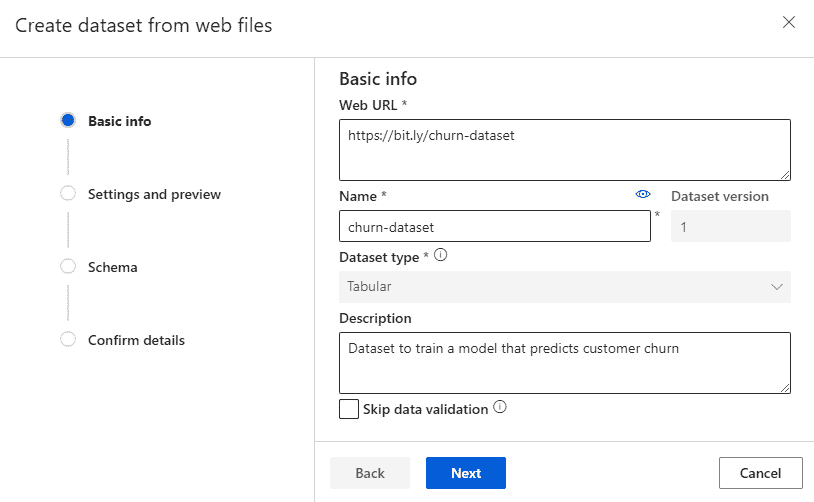 Create dataset from web files
Basic info
Settings and preview
Schema
Confirm details
Basic info
Web URL *
https://bit.ly/churn-dataset
Name *
churn-dataset
*
Dataset version
1
Dataset type *
Tabular
Description
Dataset to train a model that predicts customer churn
Skip data validation
Back
Next
Cancel